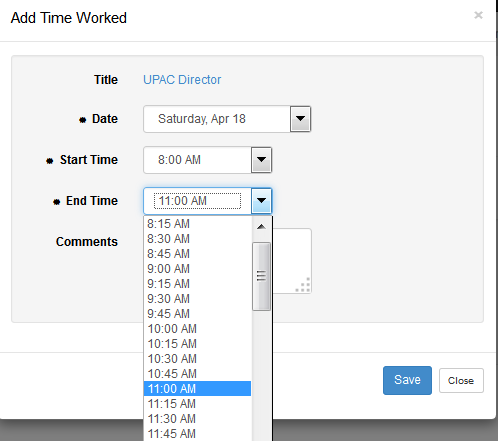 Add Time Worked ×
Title UPAC Director
✸ Date Saturday, Apr 18
✸ Start Time 8:00 AM
✸ End Time 11:00 AM
Comments
8:15 AM
8:30 AM
8:45 AM
9:00 AM
9:15 AM
9:30 AM
9:45 AM
10:00 AM
10:15 AM
10:30 AM
10:45 AM
11:00 AM
11:15 AM
11:30 AM
11:45 AM
Save Close